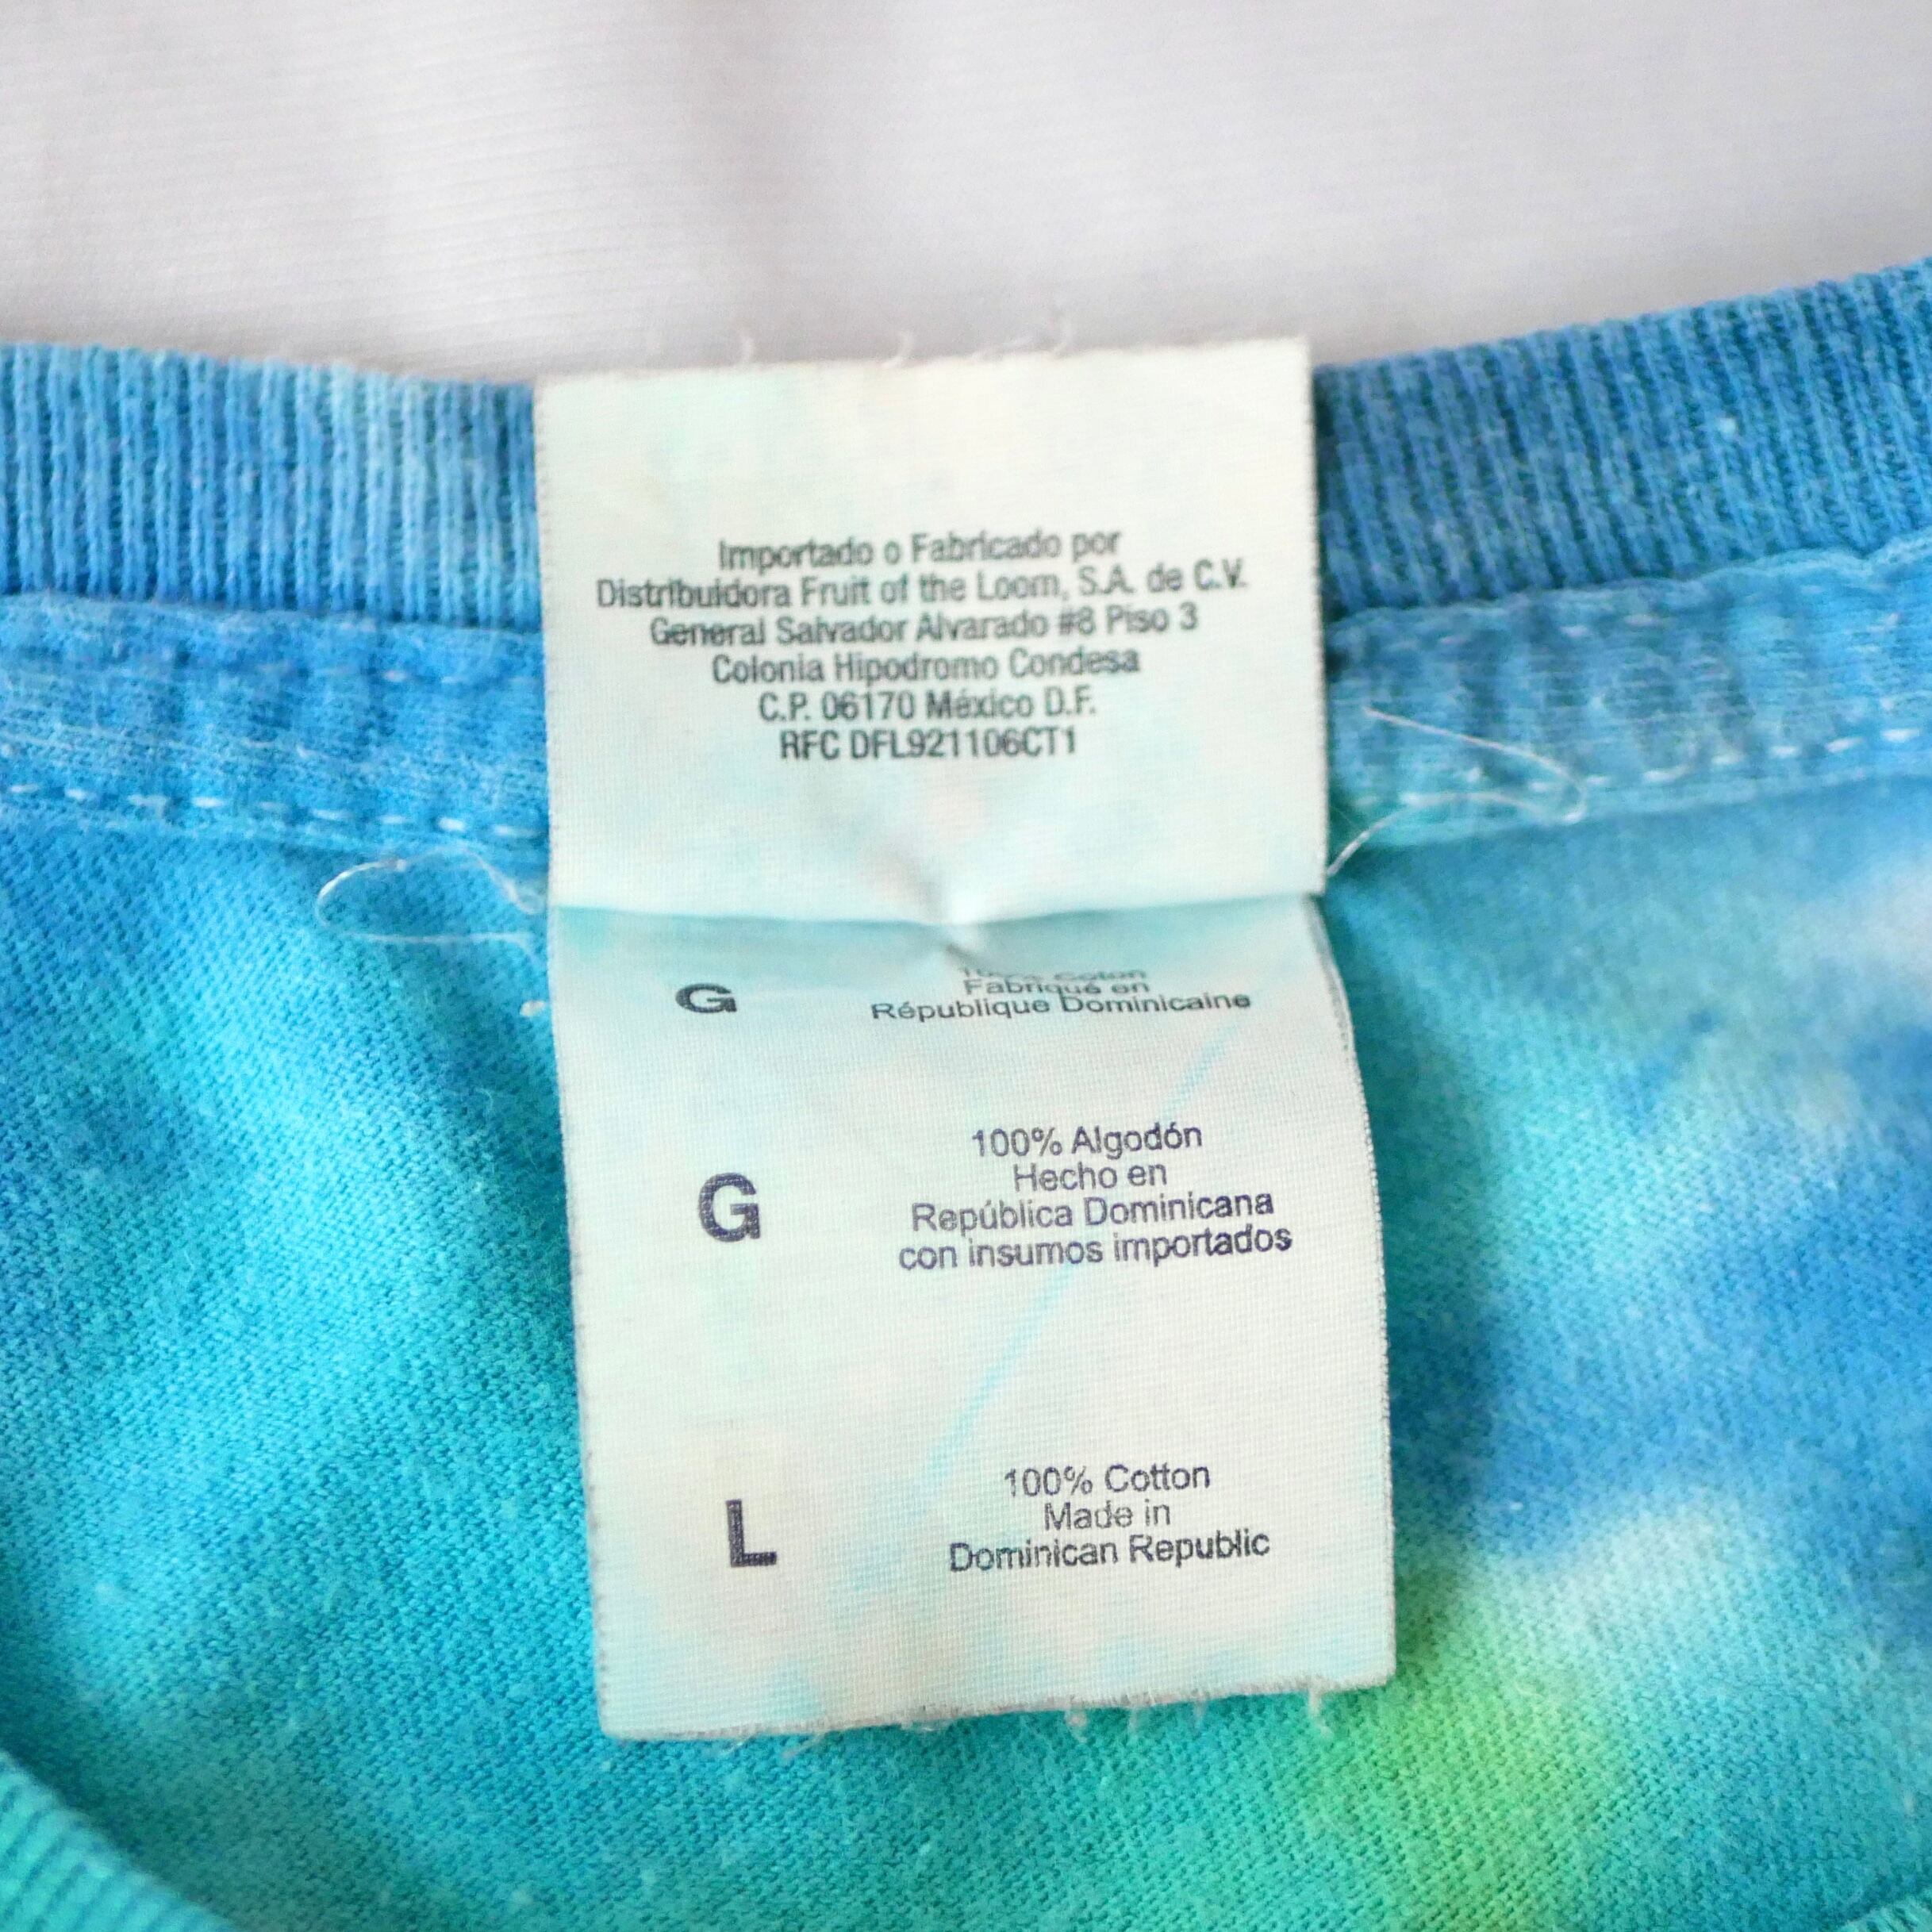 Importado o Fabricado por
Distribuidora Fruit of the Loom, S.A. de C.V.
General Salvador Alvarado #8 Piso 3
Colonia Hipodromo Condesa
C.P. 06170 México D.F.
RFC DFL921106CT1
G
100% Coton
Fabriqué en
République Dominicaine
G
100% Algodón
Hecho en
República Dominicana
con insumos importados
L
100% Cotton
Made in
Dominican Republic